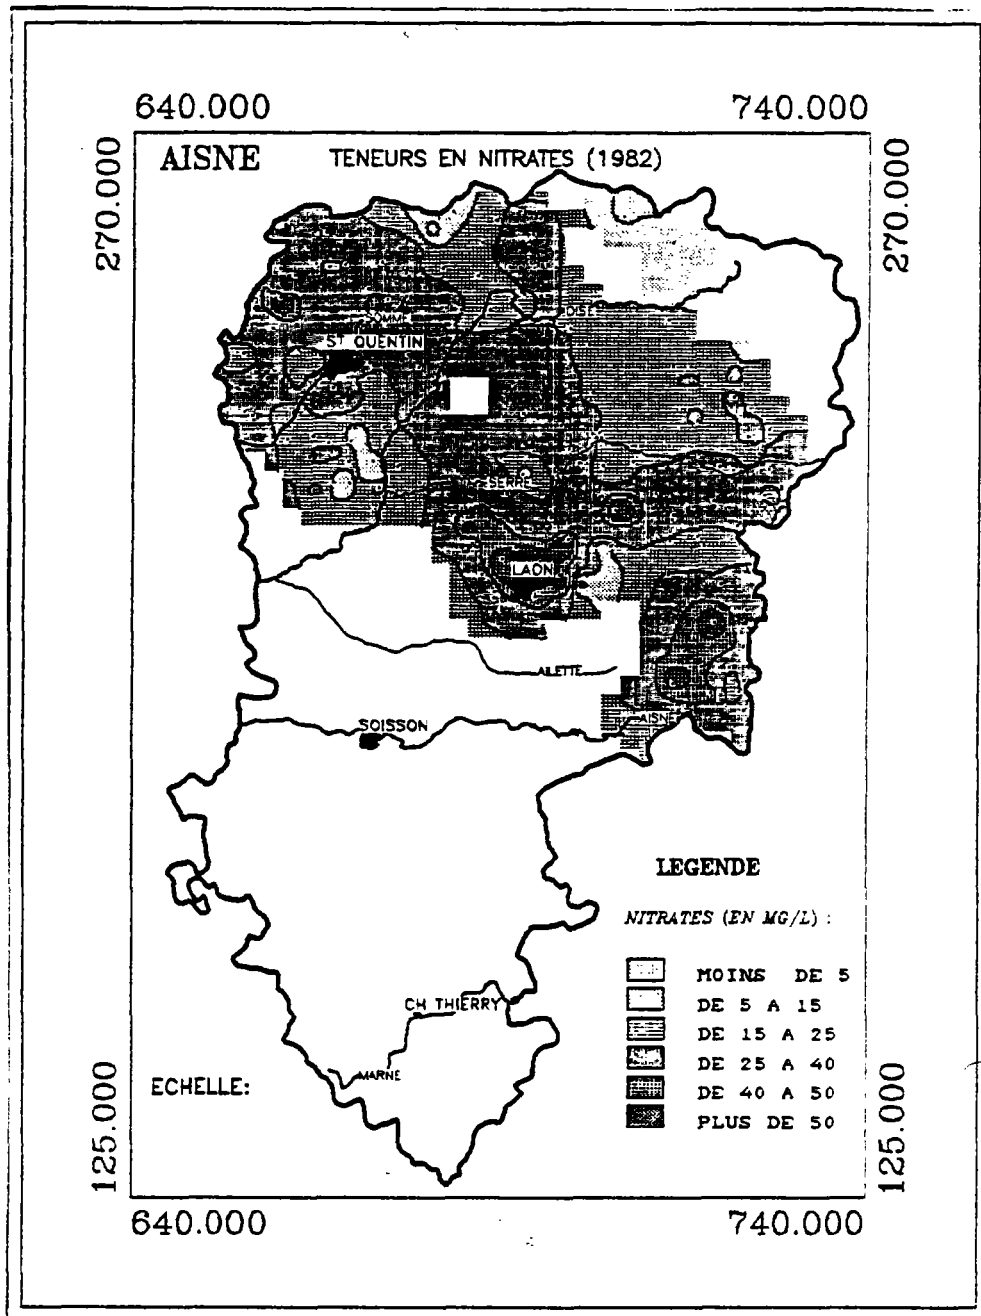 640.000 740.000
270.000
270.000
AISNE TENEURS EN NITRATES (1982)
SOMME
OISE
ST QUENTIN
SERRE
LAON
AILETTE
AISNE
SOISSON
LEGENDE
NITRATES (EN MG/L) :
MOINS DE 5
DE 5 A 15
DE 15 A 25
DE 25 A 40
DE 40 A 50
PLUS DE 50
CH THIERRY
MARNE
ECHELLE:
125.000
125.000
640.000 740.000